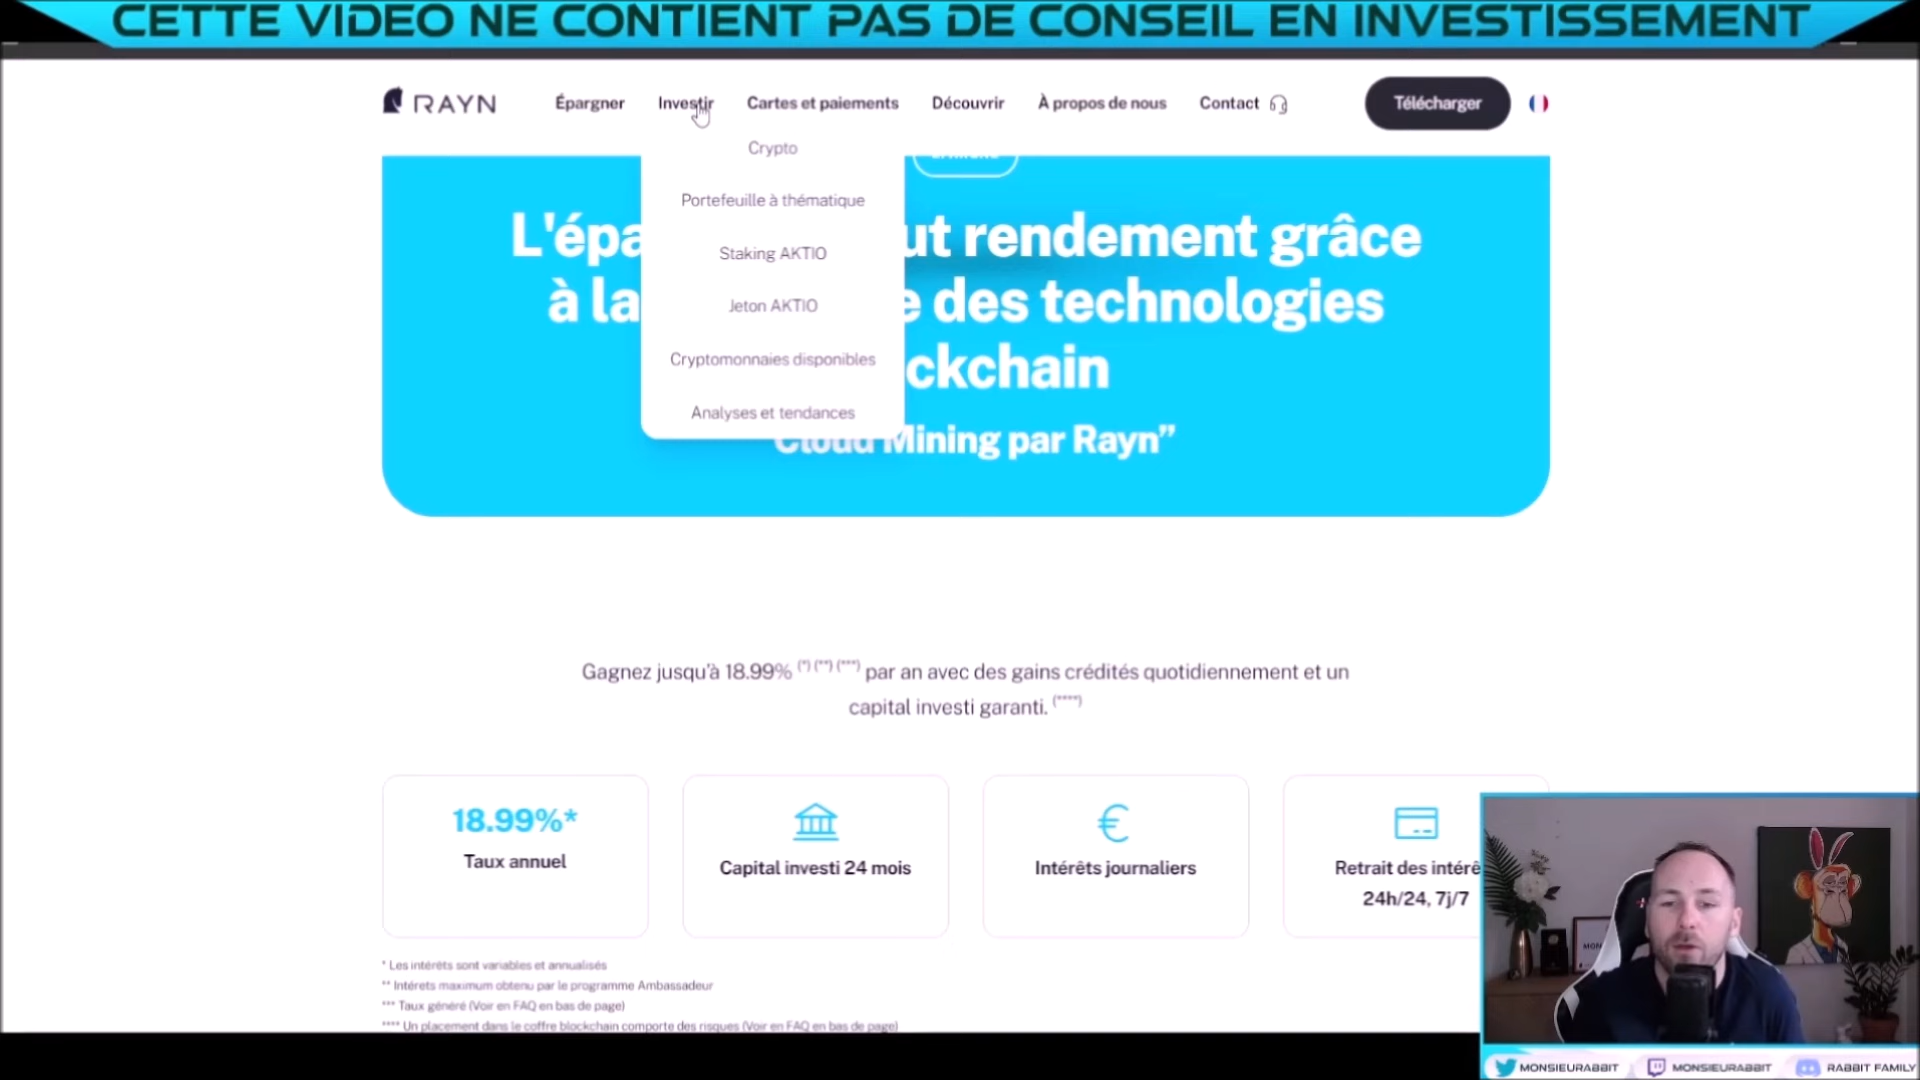 CETTE VIDEO NE CONTIENT PAS DE CONSEIL EN INVESTISSEMENT
RAYN
Épargner
Investir
Cartes et paiements
Découvrir
À propos de nous
Contact
Télécharger
Crypto
Portefeuille à thématique
Staking AKTIO
Jeton AKTIO
Cryptomonnaies disponibles
Analyses et tendances
L'épa ut rendement grâce
à la e des technologies
ckchain
Cloud Mining par Rayn”
Gagnez jusqu'à 18.99% (*) (**) (***) par an avec des gains crédités quotidiennement et un
capital investi garanti. (****)
18.99%*
Taux annuel
Capital investi 24 mois
Intérêts journaliers
Retrait des intérê
24h/24, 7j/7
* Les intérêts sont variables et annualisés
** Intérets maximum obtenu par le programme Ambassadeur
*** Taux généré (Voir en FAQ en bas de page)
**** Un placement dans le coffre blockchain comporte des risques (Voir en FAQ en bas de page)
MONSIEURABBIT
MONSIEURABBIT
RABBIT FAMILY